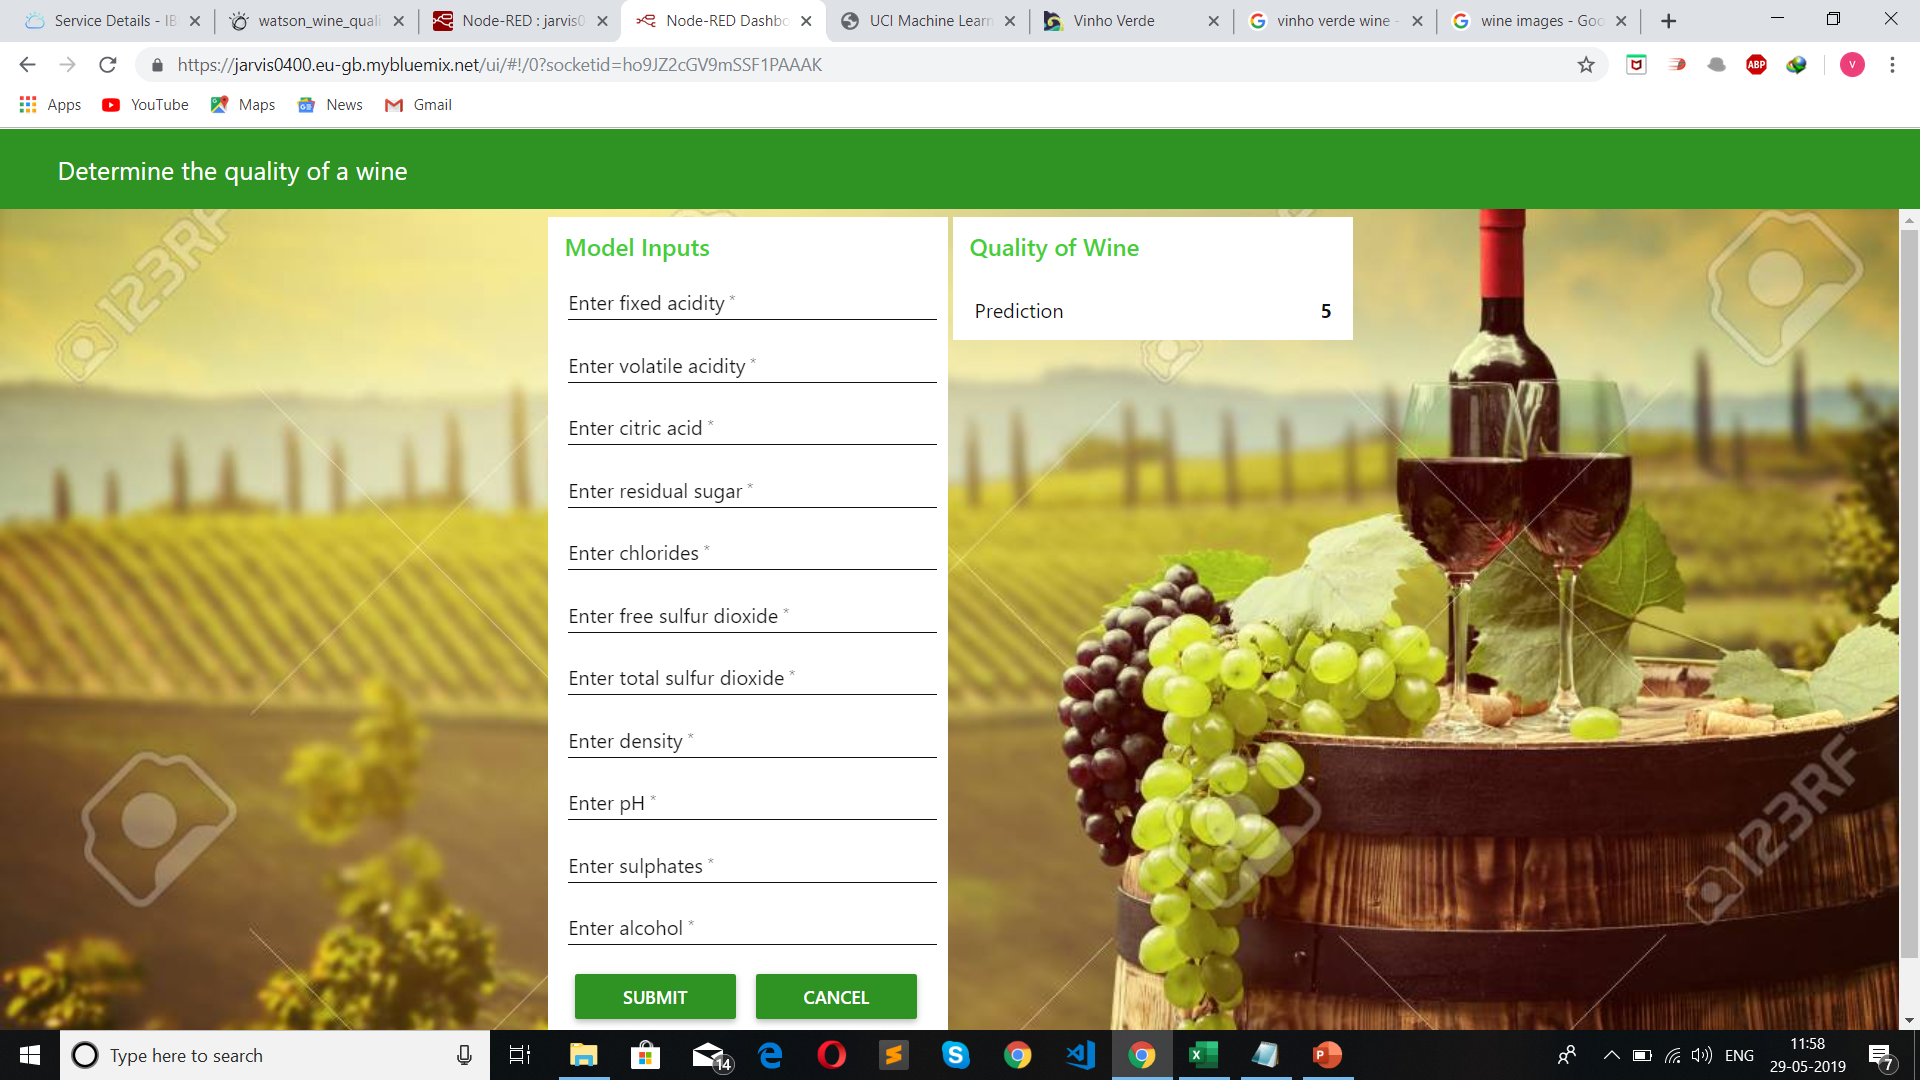 Service Details - IB
watson_wine_quali
Node-RED : jarvis0
Node-RED Dashbo
UCI Machine Learn
Vinho Verde
vinho verde wine -
wine images - Goo
https://jarvis0400.eu-gb.mybluemix.net/ui/#!/0?socketid=ho9JZ2cGV9mSSF1PAAAK
ABP
V
Apps
YouTube
Maps
News
Gmail
Determine the quality of a wine
Model Inputs
Enter fixed acidity *
Enter volatile acidity *
Enter citric acid *
Enter residual sugar *
Enter chlorides *
Enter free sulfur dioxide *
Enter total sulfur dioxide *
Enter density *
Enter pH *
Enter sulphates *
Enter alcohol *
SUBMIT
CANCEL
Quality of Wine
Prediction 5
123RF
123RF
123RF
Type here to search
14
ENG
11:58
29-05-2019
7